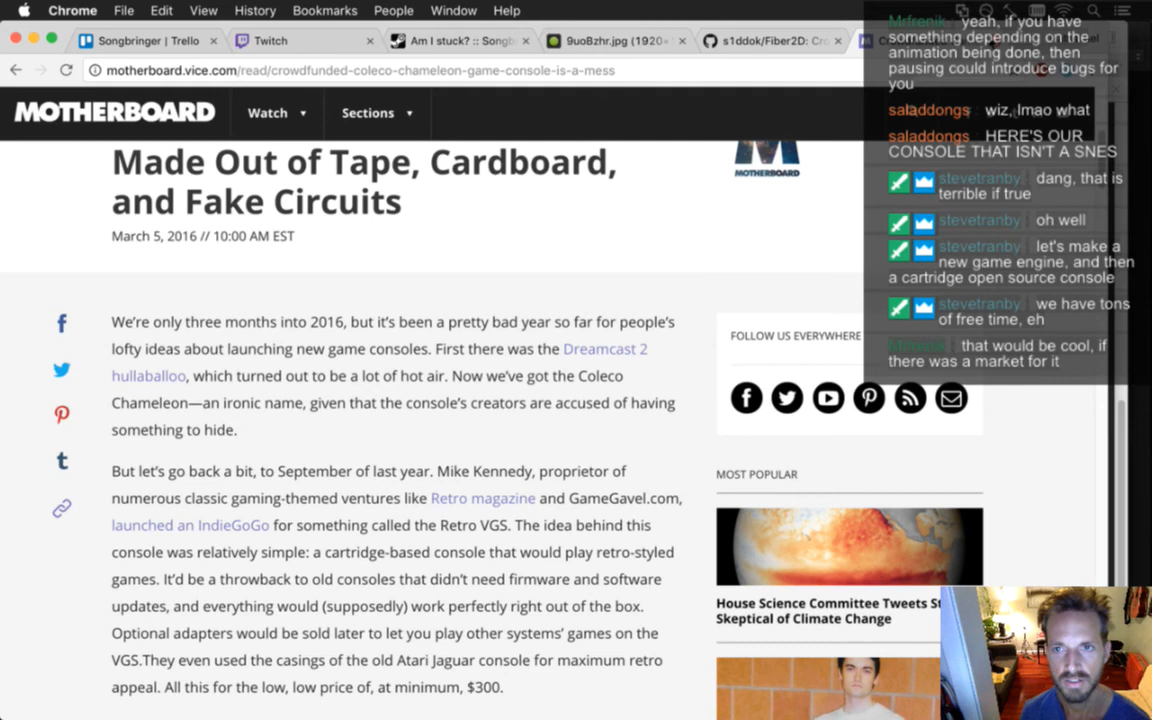 Chrome File Edit View History Bookmarks People Window Help
Songbringer | Trello
Twitch
Am I stuck? :: Songb
9uoBzhr.jpg (1920×
s1ddok/Fiber2D: Cro
motherboard.vice.com/read/crowdfunded-coleco-chameleon-game-console-is-a-mess
MOTHERBOARD Watch Sections
Made Out of Tape, Cardboard,
and Fake Circuits
March 5, 2016 // 10:00 AM EST
MOTHERBOARD
We're only three months into 2016, but it's been a pretty bad year so far for people's
lofty ideas about launching new game consoles. First there was the Dreamcast 2
hullaballoo, which turned out to be a lot of hot air. Now we've got the Coleco
Chameleon—an ironic name, given that the console's creators are accused of having
something to hide.
But let's go back a bit, to September of last year. Mike Kennedy, proprietor of
numerous classic gaming-themed ventures like Retro magazine and GameGavel.com,
launched an IndieGoGo for something called the Retro VGS. The idea behind this
console was relatively simple: a cartridge-based console that would play retro-styled
games. It'd be a throwback to old consoles that didn't need firmware and software
updates, and everything would (supposedly) work perfectly right out of the box.
Optional adapters would be sold later to let you play other systems' games on the
VGS.They even used the casings of the old Atari Jaguar console for maximum retro
appeal. All this for the low, low price of, at minimum, $300.
FOLLOW US EVERYWHERE
MOST POPULAR
House Science Committee Tweets St
Skeptical of Climate Change
Mrfrenik yeah, if you have
something depending on the
animation being done, then
pausing could introduce bugs for
you
saladdongs wiz, lmao what
saladdongs HERE'S OUR
CONSOLE THAT ISN'T A SNES
stevetranby dang, that is
terrible if true
stevetranby oh well
stevetranby let's make a
new game engine, and then
a cartridge open source console
stevetranby we have tons
of free time, eh
Mrfrenik that would be cool, if
there was a market for it